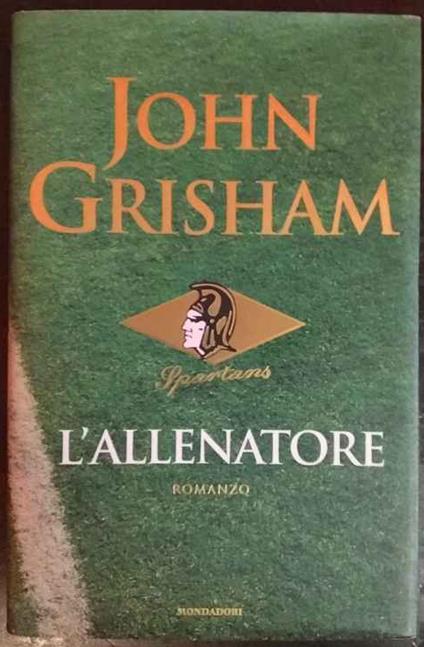 JOHN
GRISHAM
Spartans
L'ALLENATORE
ROMANZO
MONDADORI